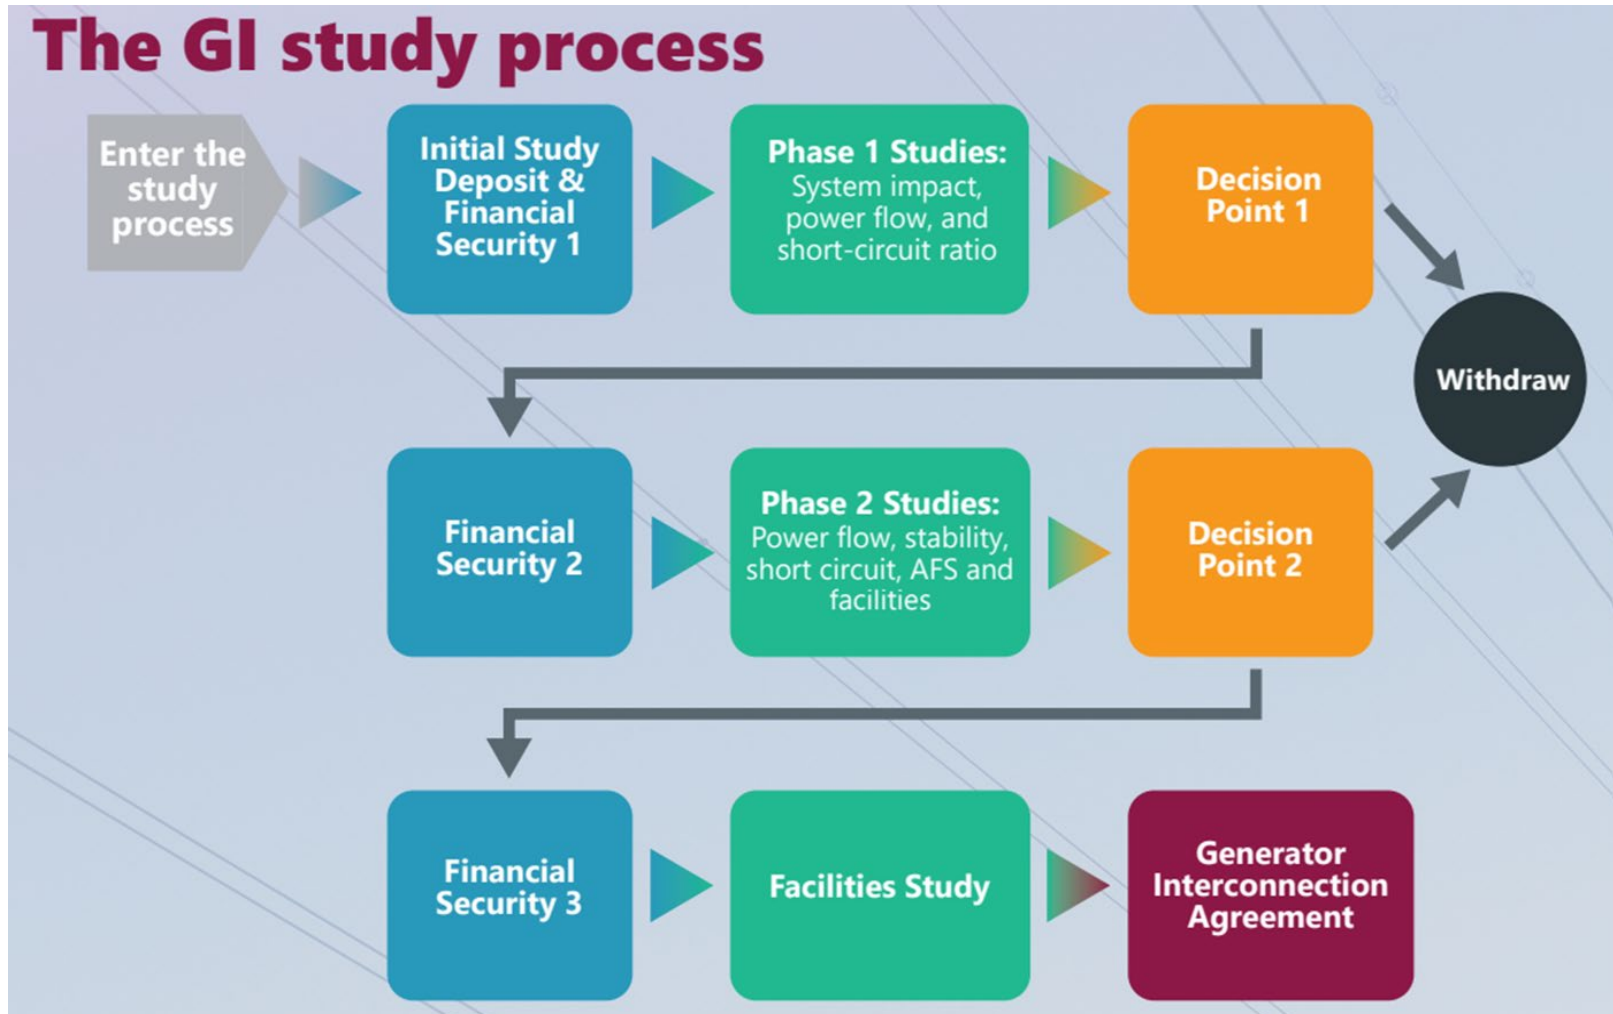 The GI study process
Enter the
study
process
Initial Study
Deposit &
Financial
Security 1
Phase 1 Studies:
System impact,
power flow, and
short-circuit ratio
Decision
Point 1
Withdraw
Financial
Security 2
Phase 2 Studies:
Power flow, stability,
short circuit, AFS and
facilities
Decision
Point 2
Financial
Security 3
Facilities Study
Generator
Interconnection
Agreement